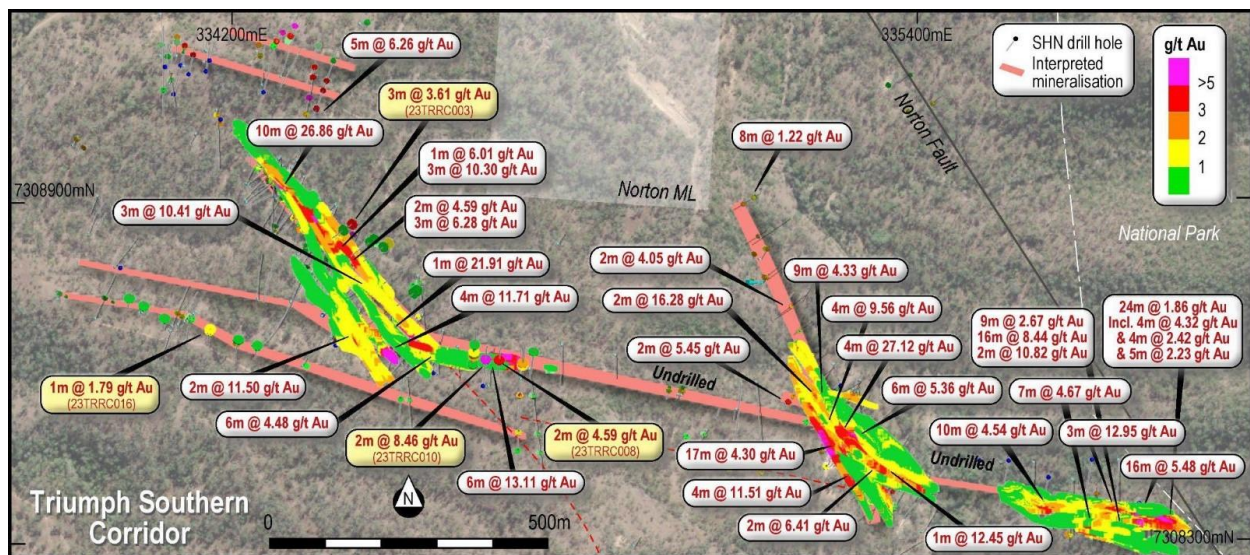 334200mE
335400mE
5m @ 6.26 g/t Au
SHN drill hole
Interpreted
mineralisation
g/t Au
>5
3
2
1
3m @ 3.61 g/t Au
(23TRRC003)
10m @ 26.86 g/t Au
8m @ 1.22 g/t Au
Norton Fault
1m @ 6.01 g/t Au
3m @ 10.30 g/t Au
7308900mN
Norton ML
3m @ 10.41 g/t Au
2m @ 4.59 g/t Au
3m @ 6.28 g/t Au
National Park
1m @ 21.91 g/t Au
2m @ 4.05 g/t Au
9m @ 4.33 g/t Au
4m @ 11.71 g/t Au
2m @ 16.28 g/t Au
4m @ 9.56 g/t Au
9m @ 2.67 g/t Au
16m @ 8.44 g/t Au
2m @ 10.82 g/t Au
24m @ 1.86 g/t Au
Incl. 4m @ 4.32 g/t Au
& 4m @ 2.42 g/t Au
& 5m @ 2.23 g/t Au
2m @ 5.45 g/t Au
4m @ 27.12 g/t Au
Undrilled
1m @ 1.79 g/t Au
(23TRRC016)
2m @ 11.50 g/t Au
6m @ 5.36 g/t Au
7m @ 4.67 g/t Au
6m @ 4.48 g/t Au
2m @ 8.46 g/t Au
(23TRRC010)
2m @ 4.59 g/t Au
(23TRRC008)
10m @ 4.54 g/t Au
3m @ 12.95 g/t Au
17m @ 4.30 g/t Au
Undrilled
16m @ 5.48 g/t Au
6m @ 13.11 g/t Au
4m @ 11.51 g/t Au
Triumph Southern
Corridor
N
0
500m
2m @ 6.41 g/t Au
1m @ 12.45 g/t Au
7308300mN